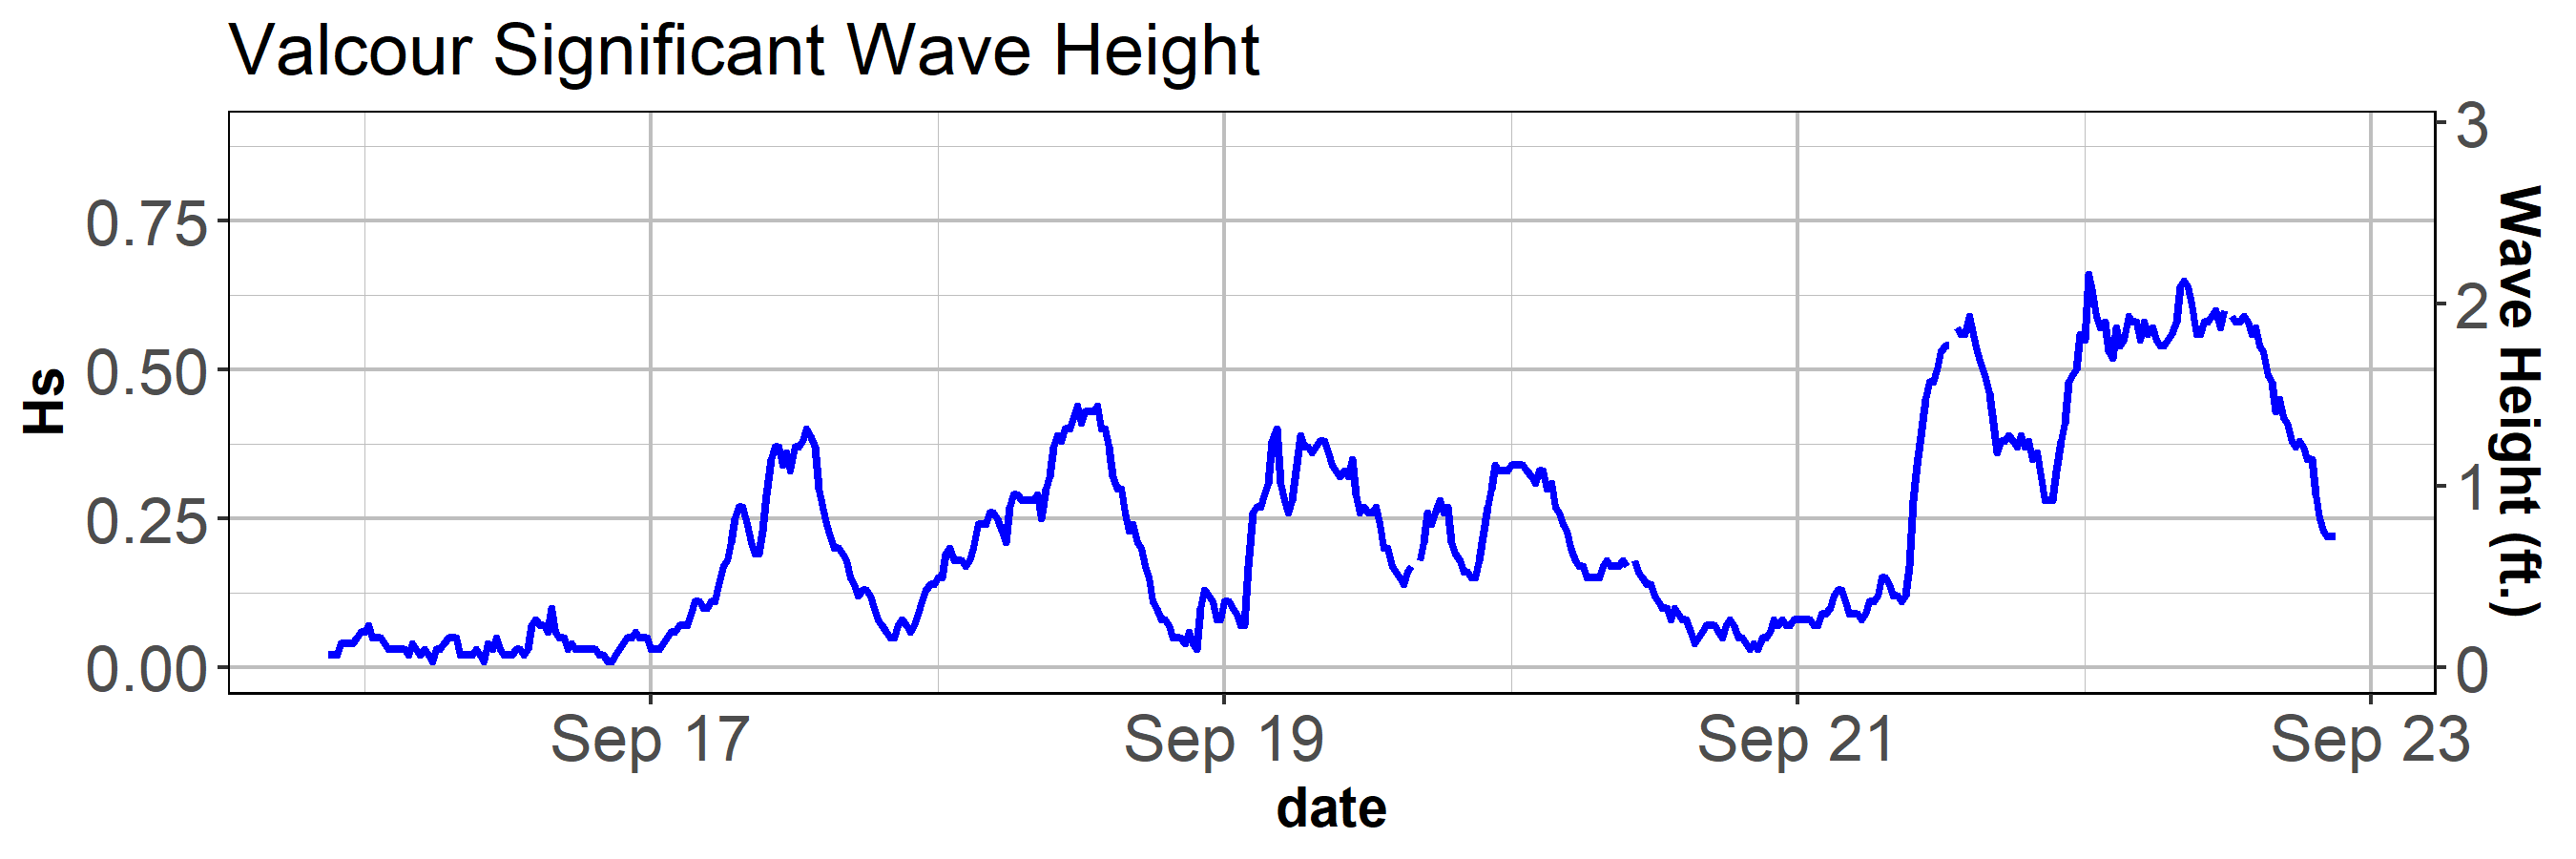 Valcour Significant Wave Height
Hs
0.75
0.50
0.25
0.00
3
2
1
0
Wave Height (ft.)
Sep 17
Sep 19
Sep 21
Sep 23
date